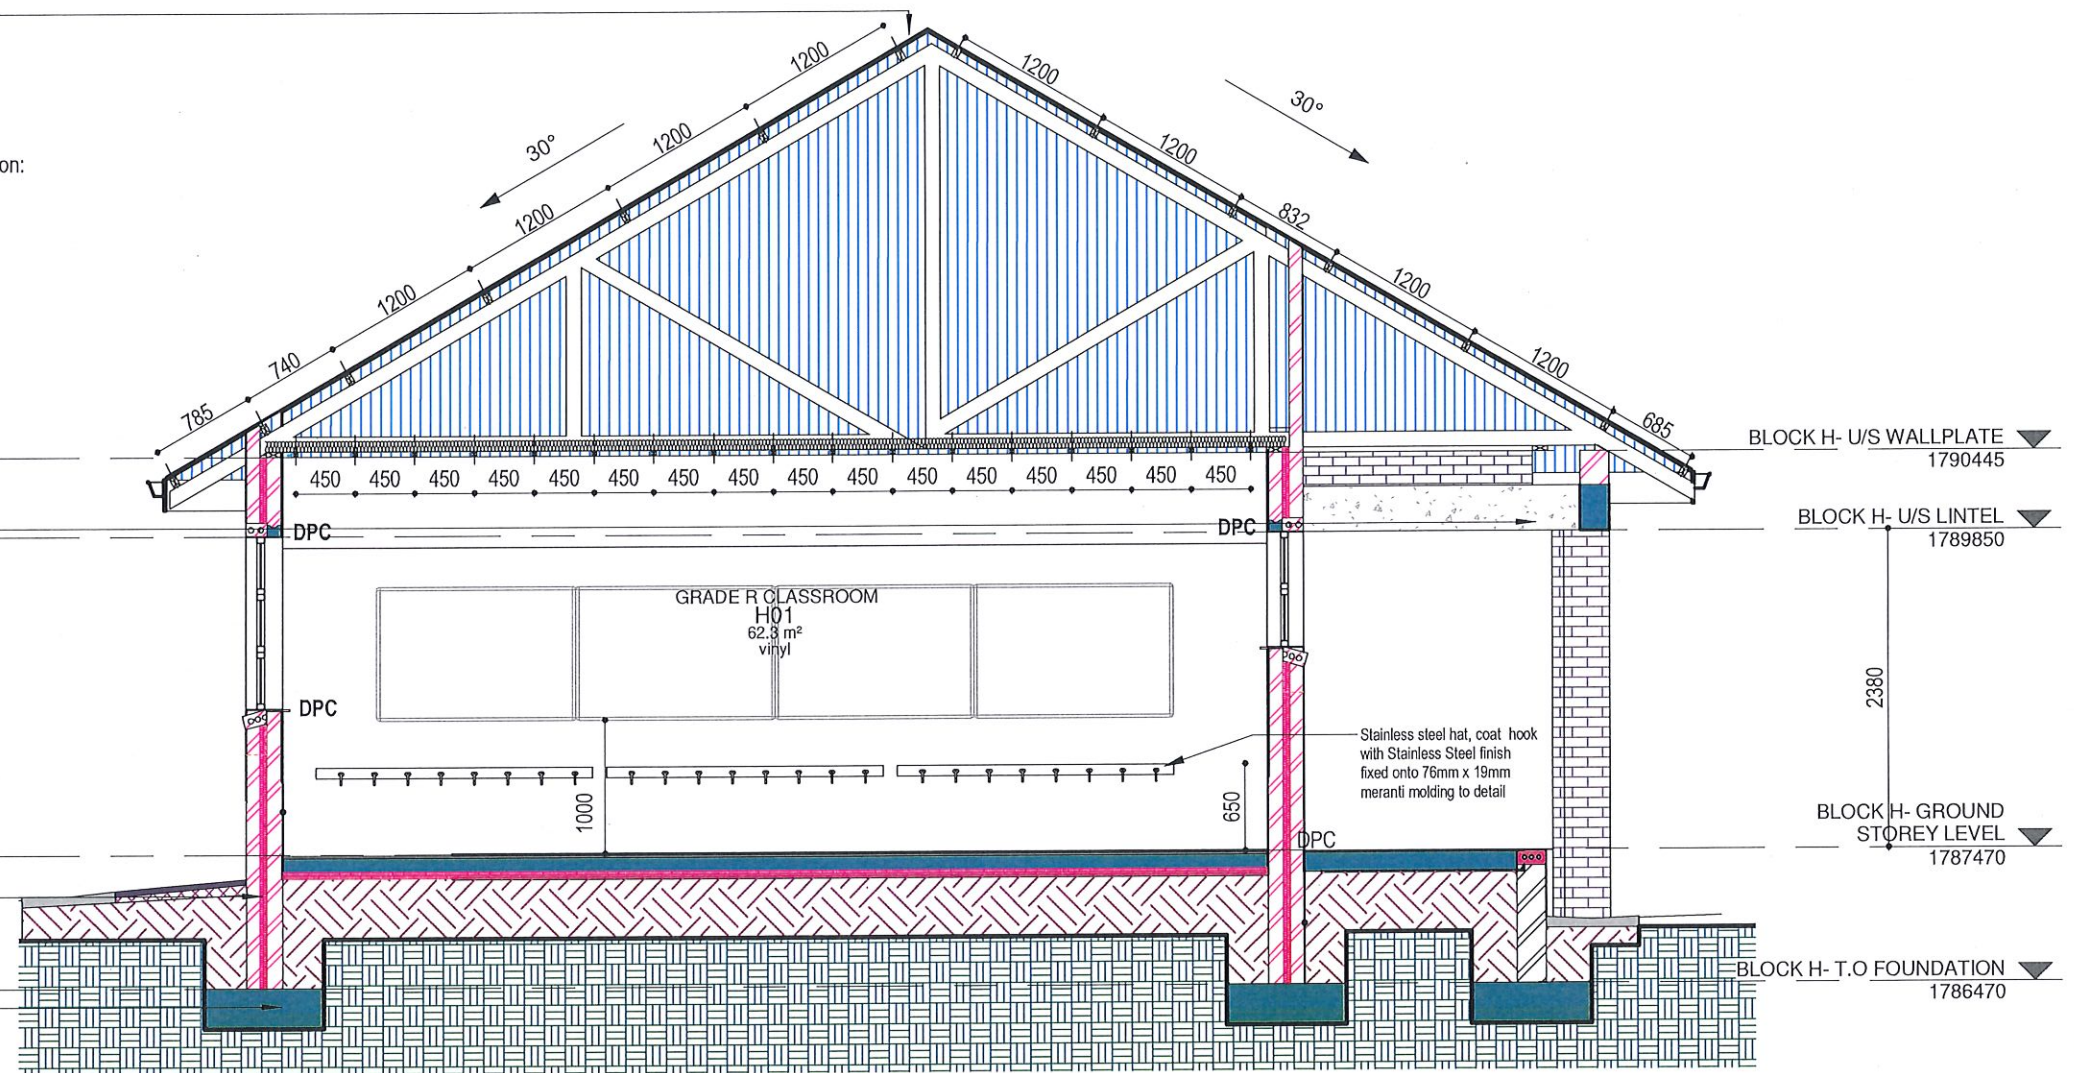 on:
30°
30°
785
740
1200
1200
1200
1200
1200
1200
832
1200
1200
685
450 450 450 450 450 450 450 450 450 450 450 450 450 450 450 450
DPC
DPC
DPC
DPC
GRADE R CLASSROOM
H01
62.3 m²
vinyl
1000
650
Stainless steel hat, coat hook
with Stainless Steel finish
fixed onto 76mm x 19mm
meranti molding to detail
BLOCK H- U/S WALLPLATE
1790445
BLOCK H- U/S LINTEL
1789850
2380
BLOCK H- GROUND
STOREY LEVEL
1787470
BLOCK H- T.O FOUNDATION
1786470